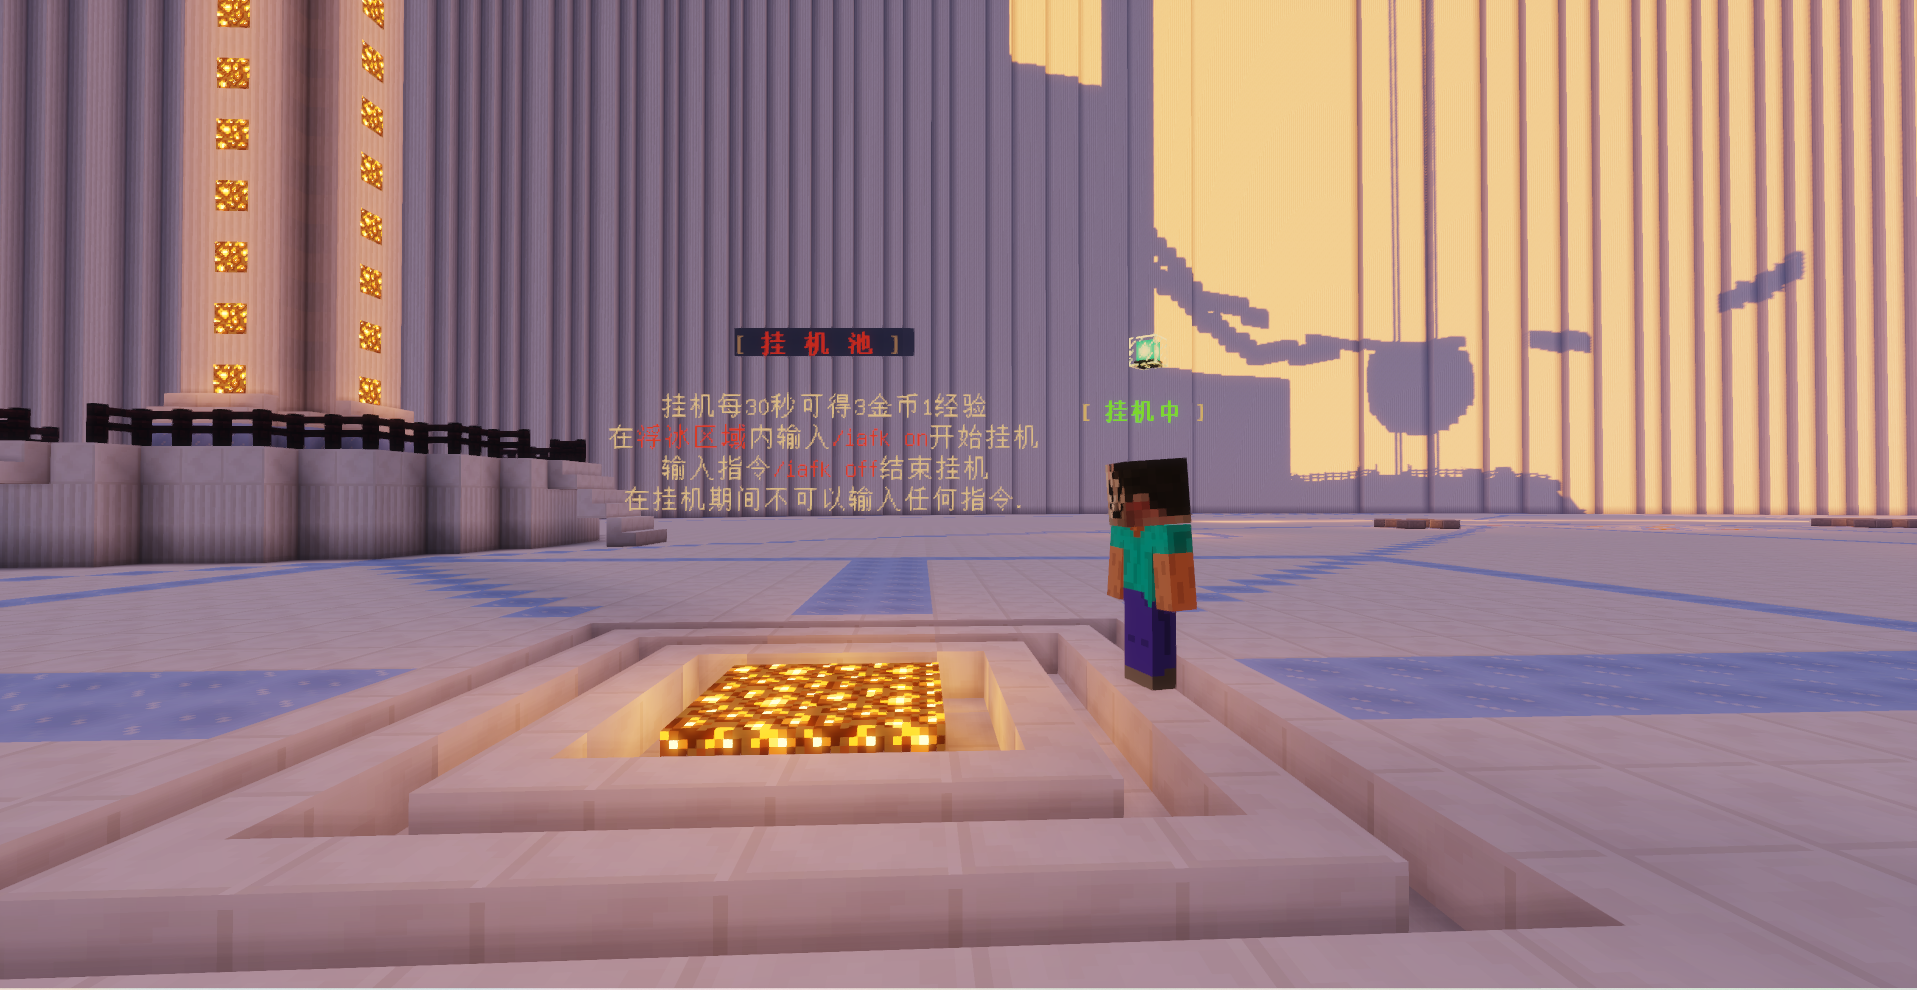 [ 挂 机 池 ]
挂机每30秒可得3金币1经验
在浮冰区域内输入/iafk on开始挂机
输入指令/iafk off结束挂机
在挂机期间不可以输入任何指令.
[ 挂机中 ]